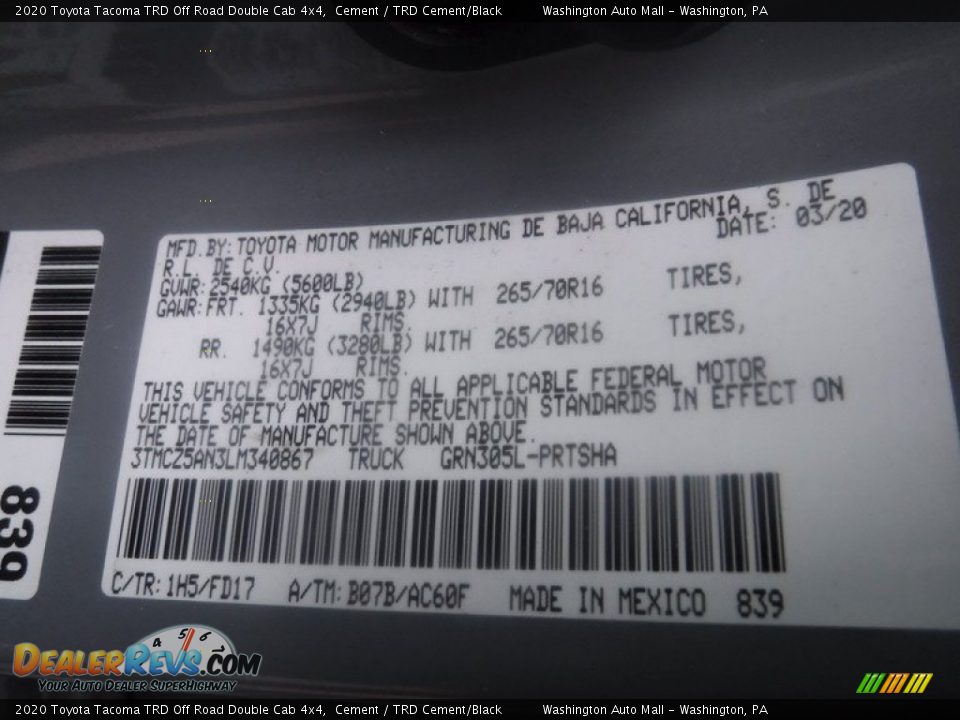 2020 Toyota Tacoma TRD Off Road Double Cab 4x4, Cement / TRD Cement/Black Washington Auto Mall - Washington, PA
MFD.BY:TOYOTA MOTOR MANUFACTURING DE BAJA CALIFORNIA, S. DE
R.L. DE C.V. DATE: 03/20
GVWR:2540KG (5600LB)
GAWR:FRT. 1335KG (2940LB) WITH 265/70R16 TIRES,
16X7J RIMS.
RR. 1490KG (3280LB) WITH 265/70R16 TIRES,
16X7J RIMS.
THIS VEHICLE CONFORMS TO ALL APPLICABLE FEDERAL MOTOR
VEHICLE SAFETY AND THEFT PREVENTION STANDARDS IN EFFECT ON
THE DATE OF MANUFACTURE SHOWN ABOVE.
3TMCZ5AN3LM340867 TRUCK GRN305L-PRTSHA
C/TR:1H5/FD17 A/TM:B07B/AC60F MADE IN MEXICO 839
839
4 5 6
DEALERREVS.COM
YOUR AUTO DEALER SUPERHIGHWAY
2020 Toyota Tacoma TRD Off Road Double Cab 4x4, Cement / TRD Cement/Black Washington Auto Mall - Washington, PA